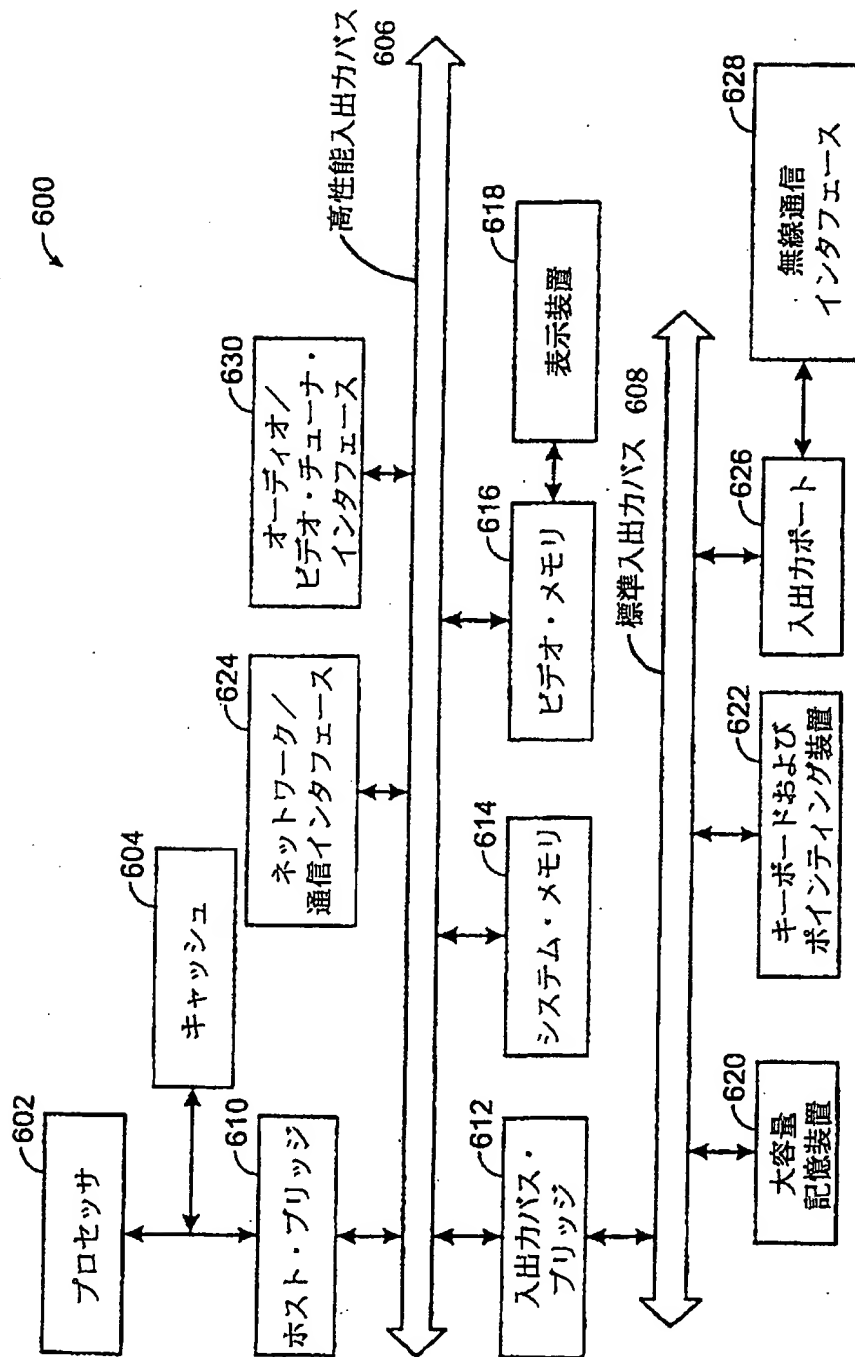 600
602
プロセッサ
604
キャッシュ
610
ホスト・ブリッジ
624
ネットワーク/
通信インタフェース
630
オーディオ/
ビデオ・チューナ・
インタフェース
高性能入出力バス
606
612
入出力バス・
ブリッジ
614
システム・メモリ
616
ビデオ・メモリ
618
表示装置
標準入出力バス 608
620
大容量
記憶装置
622
キーボードおよび
ポインティング装置
626
入出力ポート
628
無線通信
インタフェース